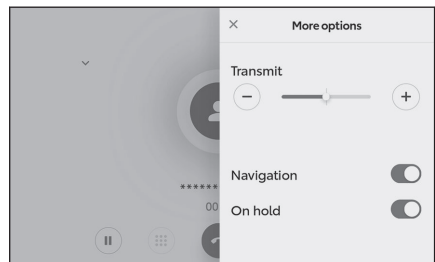 More options
Transmit
Navigation
******
00
On hold